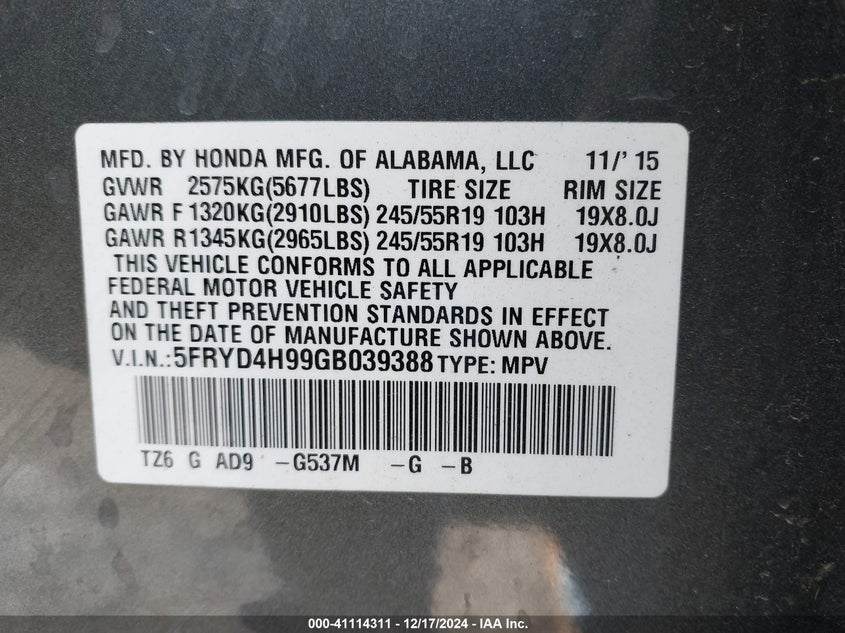 MFD. BY HONDA MFG. OF ALABAMA, LLC 11/' 15
GVWR 2575KG(5677LBS) TIRE SIZE RIM SIZE
GAWR F 1320KG(2910LBS) 245/55R19 103H 19X8.0J
GAWR R 1345KG(2965LBS) 245/55R19 103H 19X8.0J
THIS VEHICLE CONFORMS TO ALL APPLICABLE
FEDERAL MOTOR VEHICLE SAFETY
AND THEFT PREVENTION STANDARDS IN EFFECT
ON THE DATE OF MANUFACTURE SHOWN ABOVE.
V.I.N.:5FRYD4H99GB039388 TYPE: MPV
TZ6 G AD9 -G537M -G -B
000-41114311 - 12/17/2024 - IAA Inc.